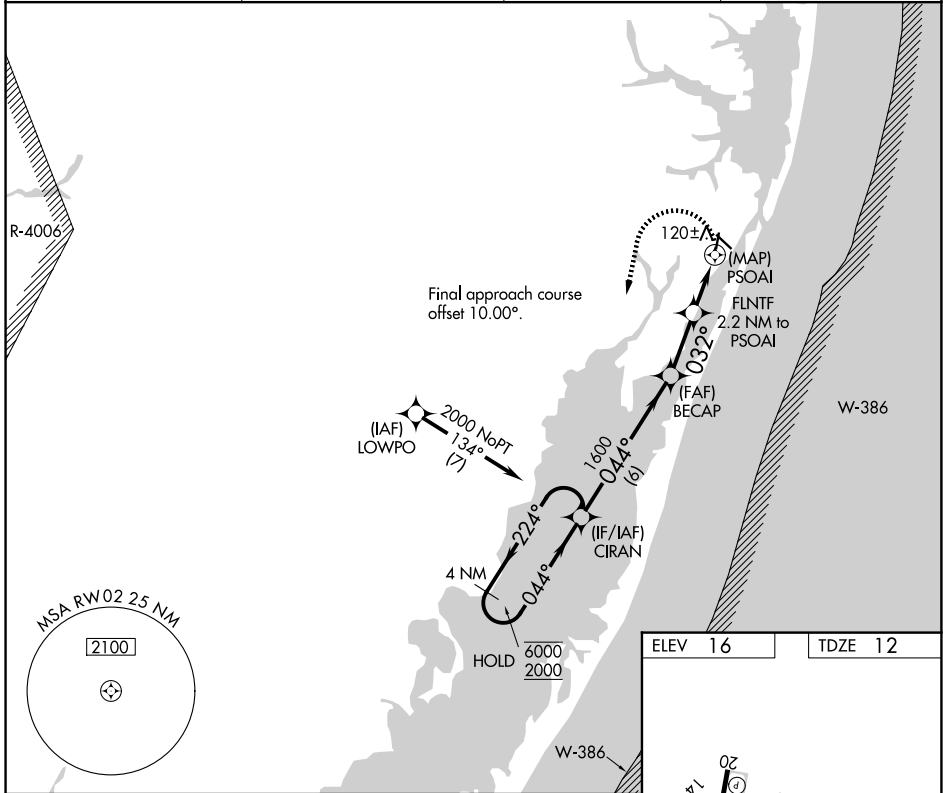 R-4006
120±
(MAP)
PSOAI
Final approach course
offset 10.00°.
FLNTF
2.2 NM to
PSOAI
032°
(FAF)
BECAP
W-386
(IAF)
LOWPO
2000 NoPT
134°
(7)
1600
044°
(6)
(IF/IAF)
CIRAN
224°
044°
4 NM
HOLD
6000
2000
MSA RW02 25 NM
2100
W-386
ELEV 16
TDZE 12
20
14
P